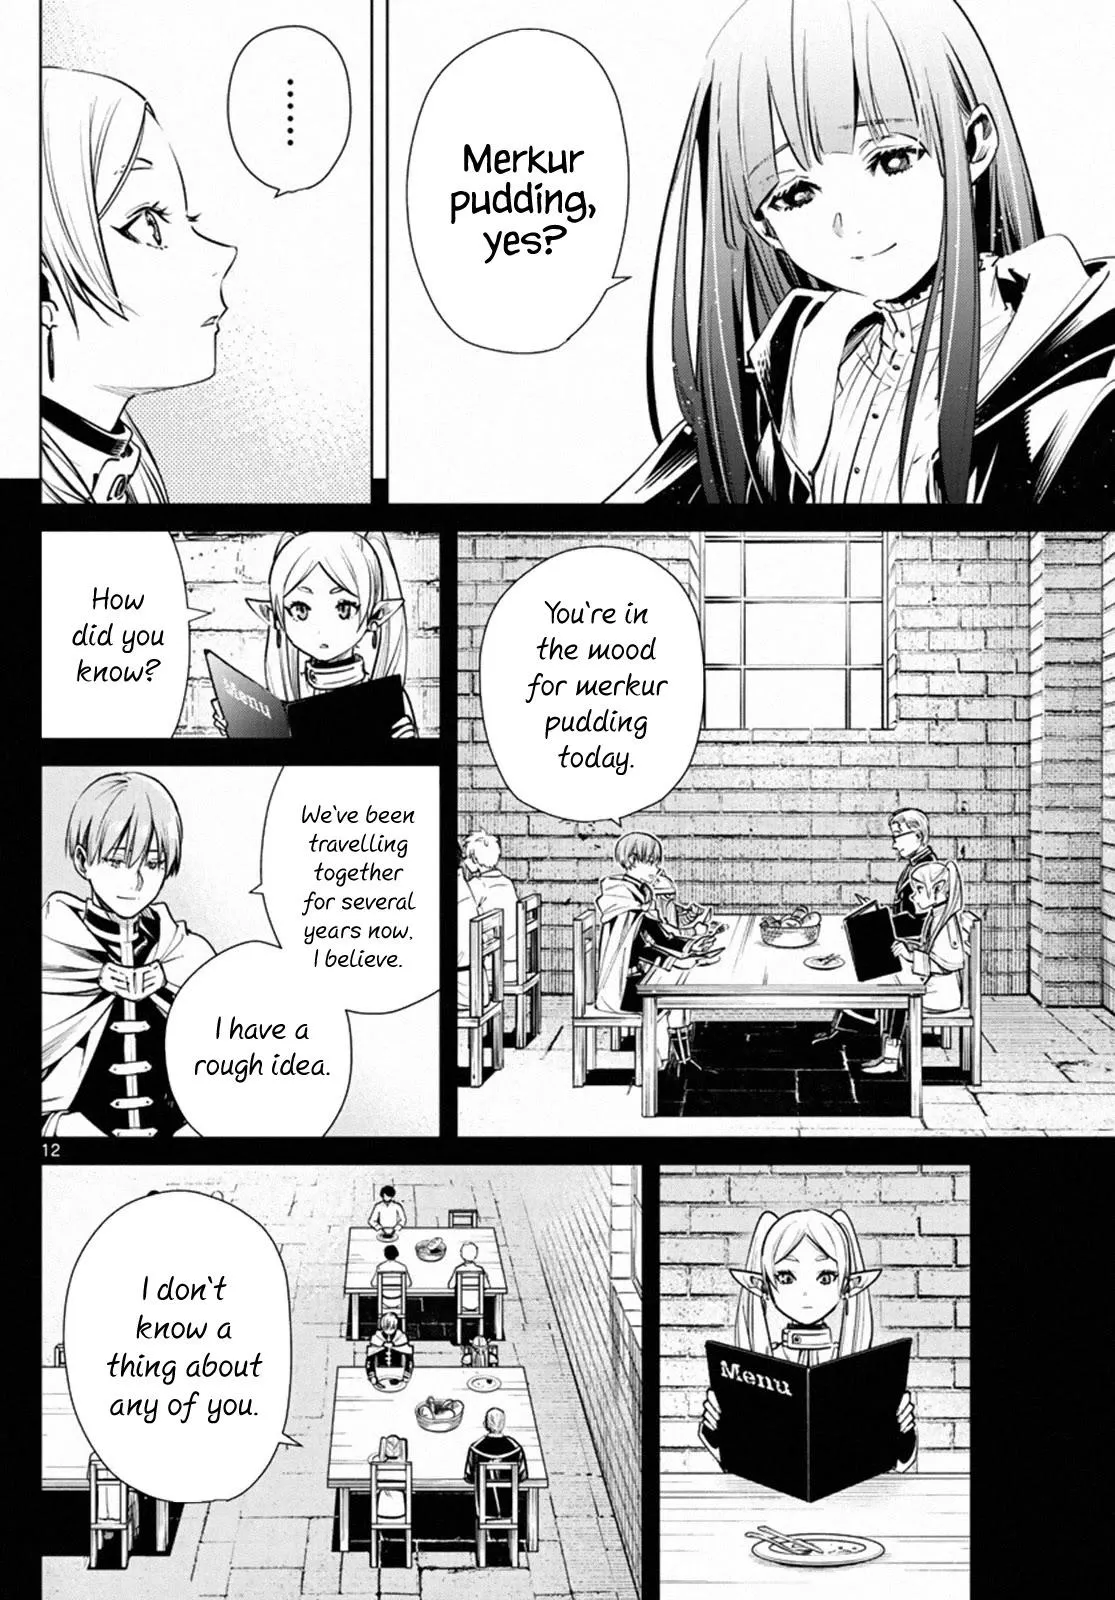 Merkur
pudding,
yes?
......
You're in
the mood
for merkur
pudding
today.
How
did you
know?
Menu
We've been
travelling
together
for several
years now,
I believe.
I have a
rough idea.
12
Menu
I don't
know a
thing about
any of you.